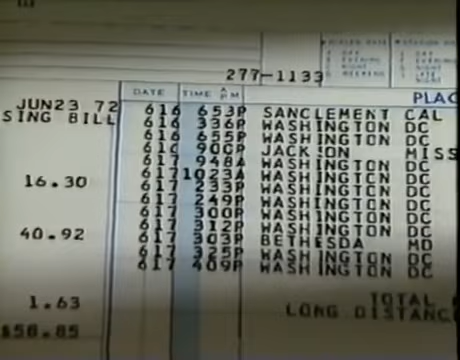 277-1133
DATE TIME A P M PLAC
JUN23 72 616 653P SANCLEMENT CAL
SING BILL 616 336P WASHINGTON DC
616 655P WASHINGTON DC
616 900P JACKSON MISS
617 948A WASHINGTON DC
16.30 617 1023A WASHINGTON DC
617 233P WASHINGTON DC
617 249P WASHINGTON DC
617 300P WASHINGTON DC
40.92 617 312P WASHINGTON DC
617 303P BETHESDA MD
617 325P WASHINGTON DC
617 409P WASHINGTON DC
1.63 TOTAL
LONG DISTANC
$58.85